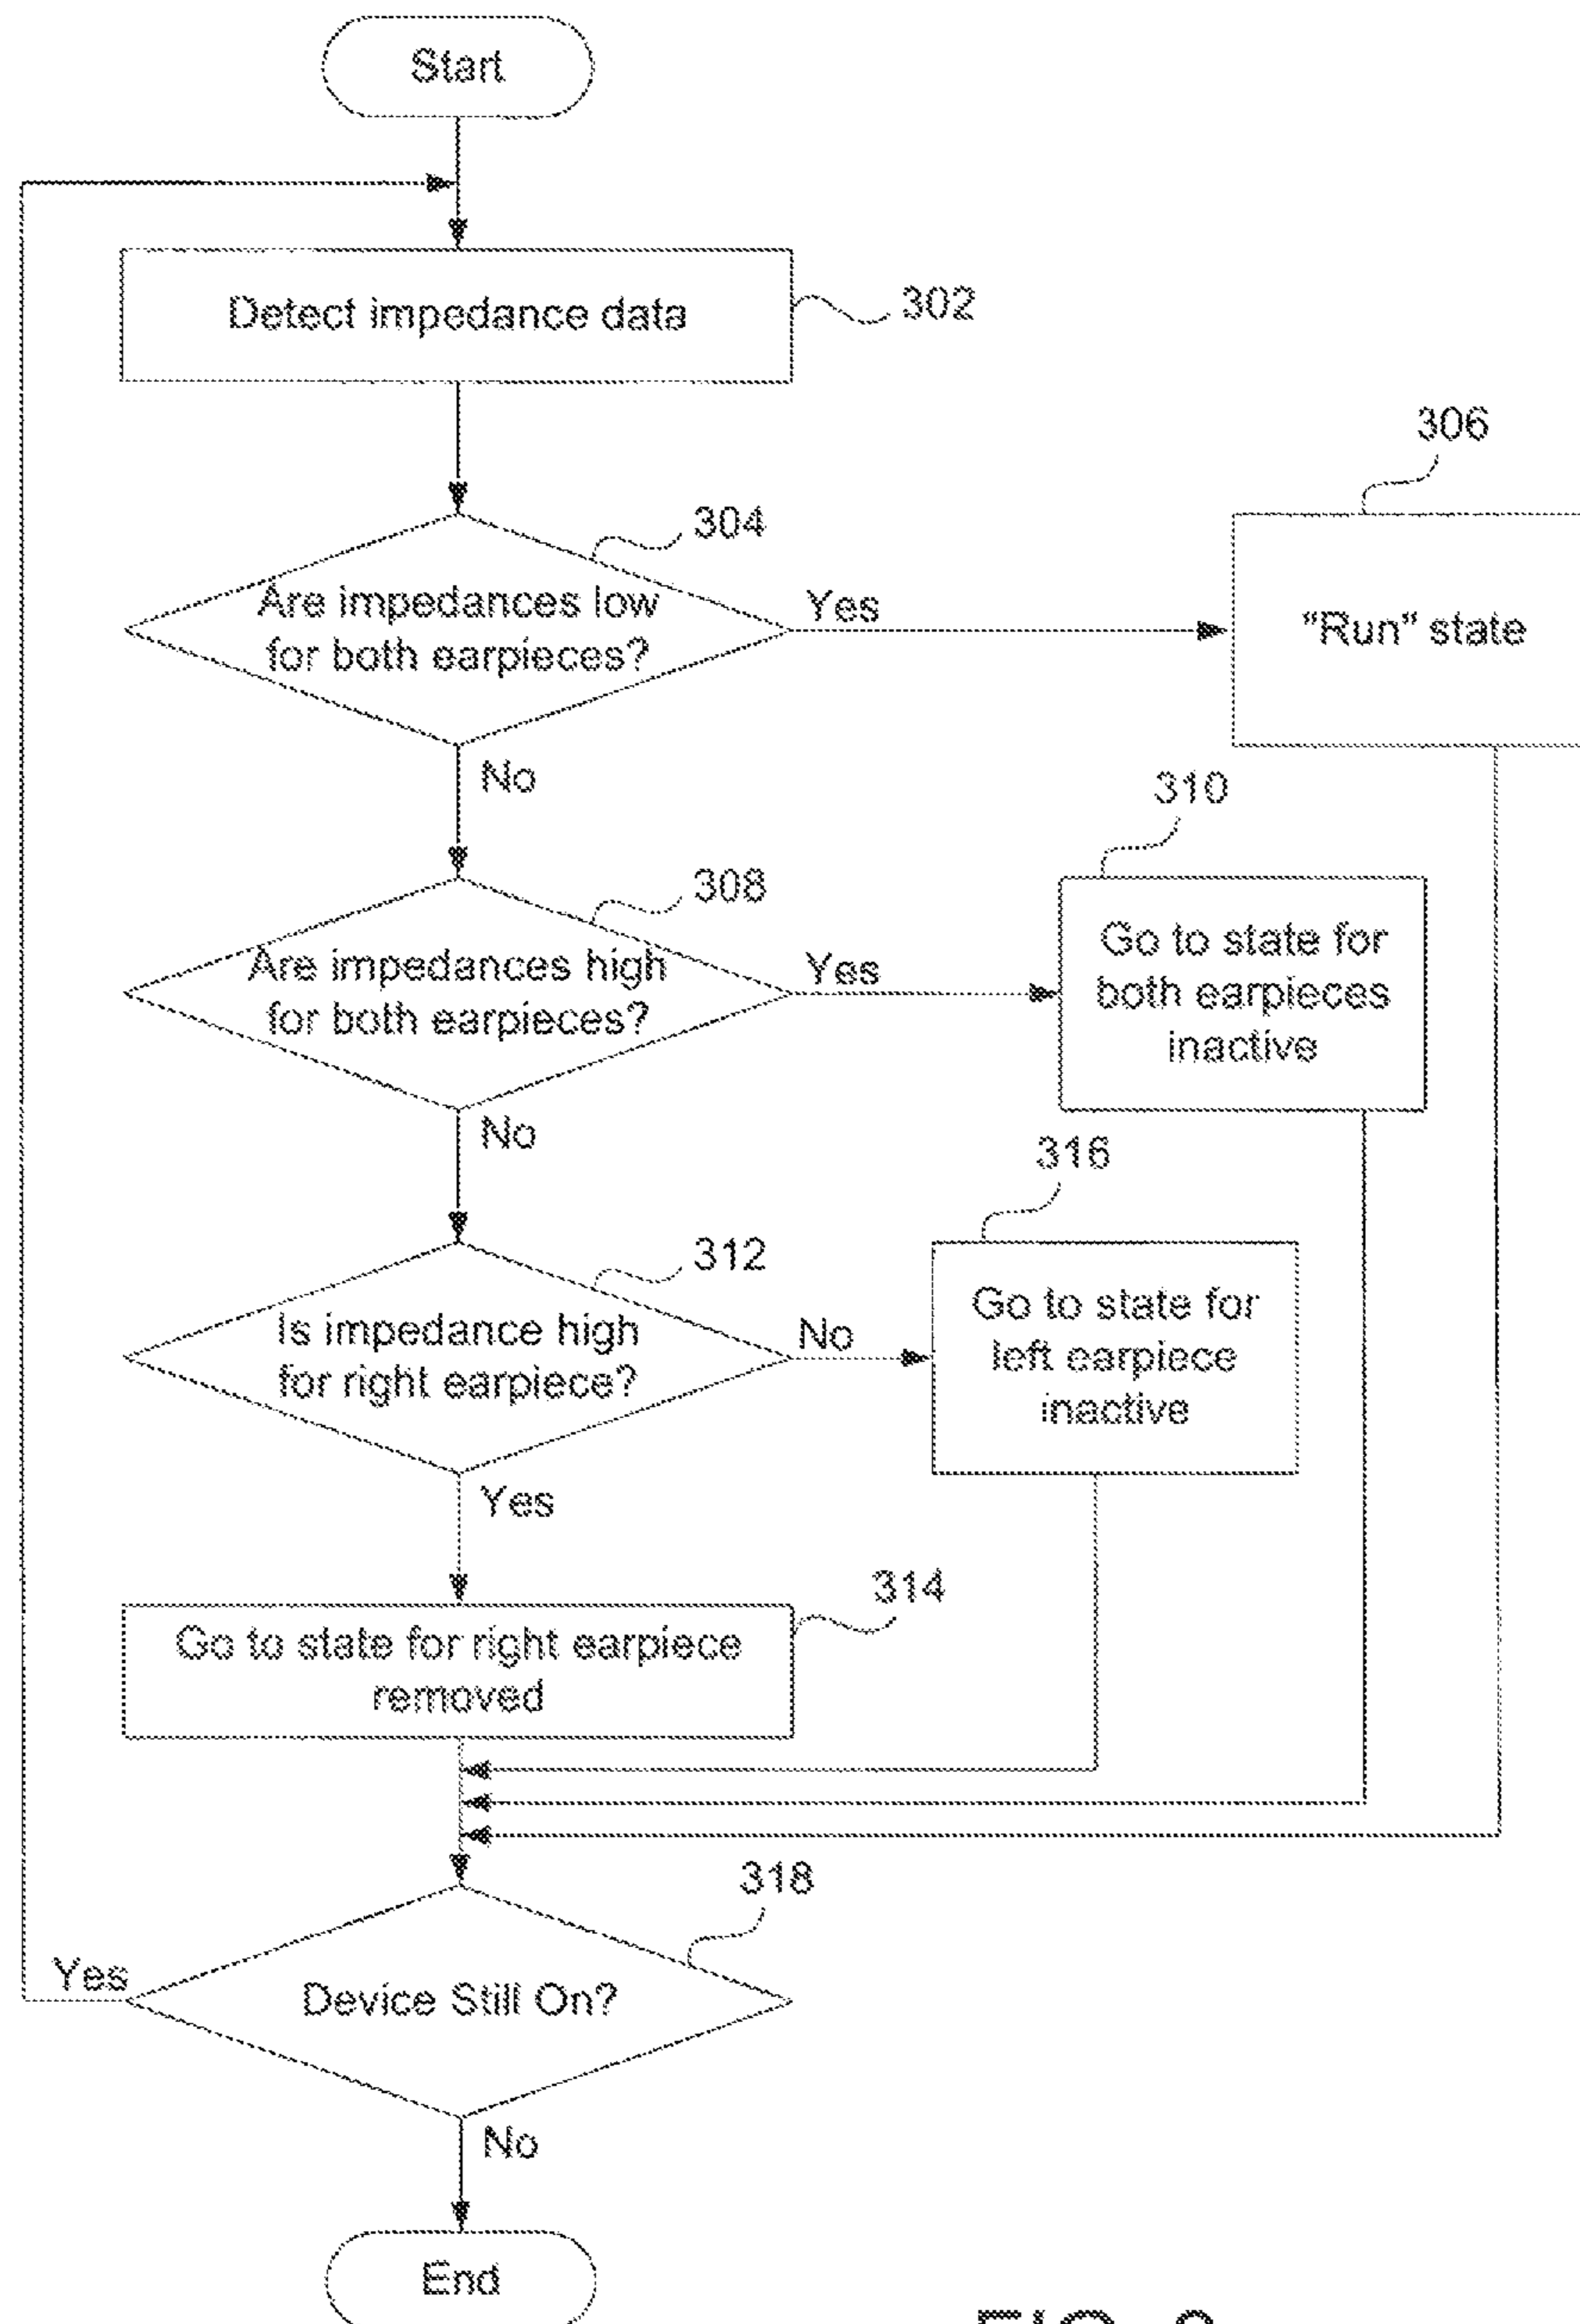 Start
Detect impedance data
302
306
304
Are impedances low
for both earpieces?
Yes
"Run" state
No
310
308
Are impedances high
for both earpieces?
Yes
Go to state for
both earpieces
inactive
No
316
312
Is impedance high
for right earpiece?
No
Go to state for
left earpiece
inactive
Yes
314
Go to state for right earpiece
removed
318
Yes
Device Still On?
No
End